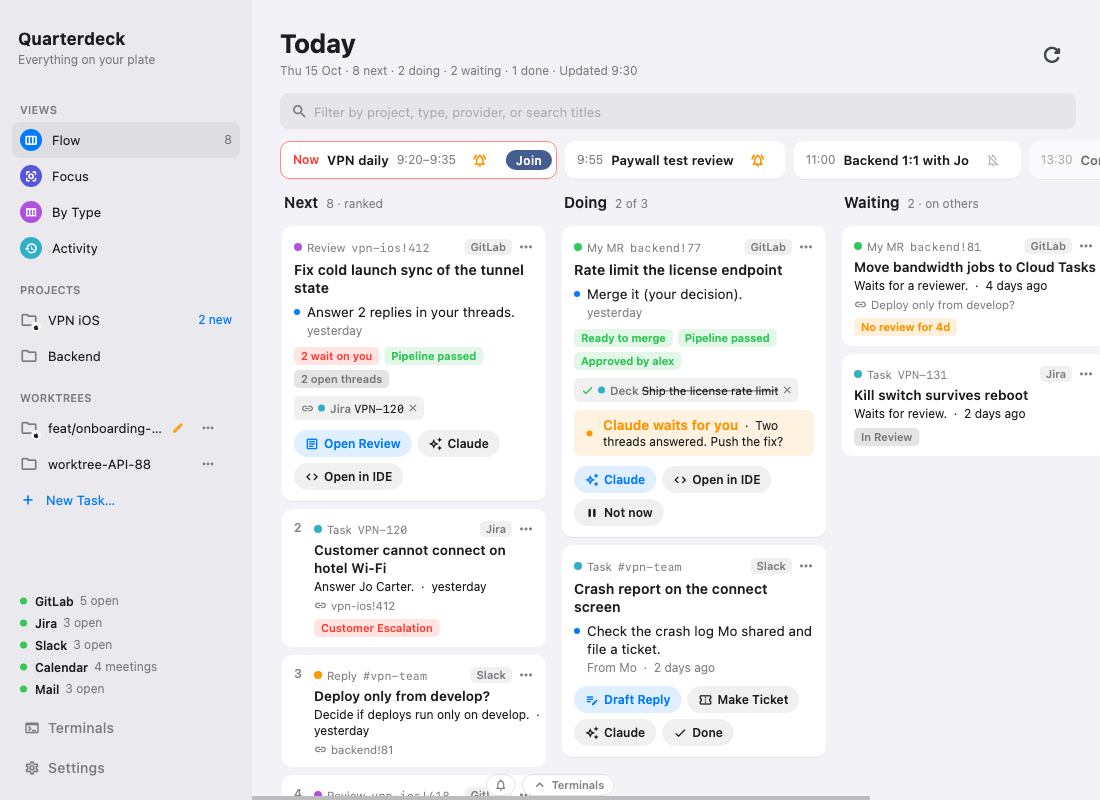 Quarterdeck
Everything on your plate
VIEWS
Flow 8
Focus
By Type
Activity
PROJECTS
VPN iOS 2 new
Backend
WORKTREES
feat/onboarding-...
worktree-API-88
New Task...
GitLab 5 open
Jira 3 open
Slack 3 open
Calendar 4 meetings
Mail 3 open
Terminals
Settings
Today
Thu 15 Oct · 8 next · 2 doing · 2 waiting · 1 done · Updated 9:30
Filter by project, type, provider, or search titles
Now VPN daily 9:20–9:35 Join
9:55 Paywall test review
11:00 Backend 1:1 with Jo
13:30
Next 8 · ranked
Review vpn-ios!412 GitLab
Fix cold launch sync of the tunnel
state
Answer 2 replies in your threads.
yesterday
2 wait on you Pipeline passed
2 open threads
Jira VPN-120
Open Review Claude
Open in IDE
2 Task VPN-120 Jira
Customer cannot connect on
hotel Wi-Fi
Answer Jo Carter. · yesterday
vpn-ios!412
Customer Escalation
3 Reply #vpn-team Slack
Deploy only from develop?
Decide if deploys run only on develop. ·
yesterday
backend!81
4 Review vpn-ios!418
Doing 2 of 3
My MR backend!77 GitLab
Rate limit the license endpoint
Merge it (your decision).
yesterday
Ready to merge Pipeline passed
Approved by alex
Deck Ship the license rate limit
Claude waits for you · Two
threads answered. Push the fix?
Claude Open in IDE
Not now
Task #vpn-team Slack
Crash report on the connect
screen
Check the crash log Mo shared and
file a ticket.
From Mo · 2 days ago
Draft Reply Make Ticket
Claude Done
Waiting 2 · on others
My MR backend!81 GitLab
Move bandwidth jobs to Cloud Tasks
Waits for a reviewer. · 4 days ago
Deploy only from develop?
No review for 4d
Task VPN-131 Jira
Kill switch survives reboot
Waits for review. · 2 days ago
In Review
Terminals